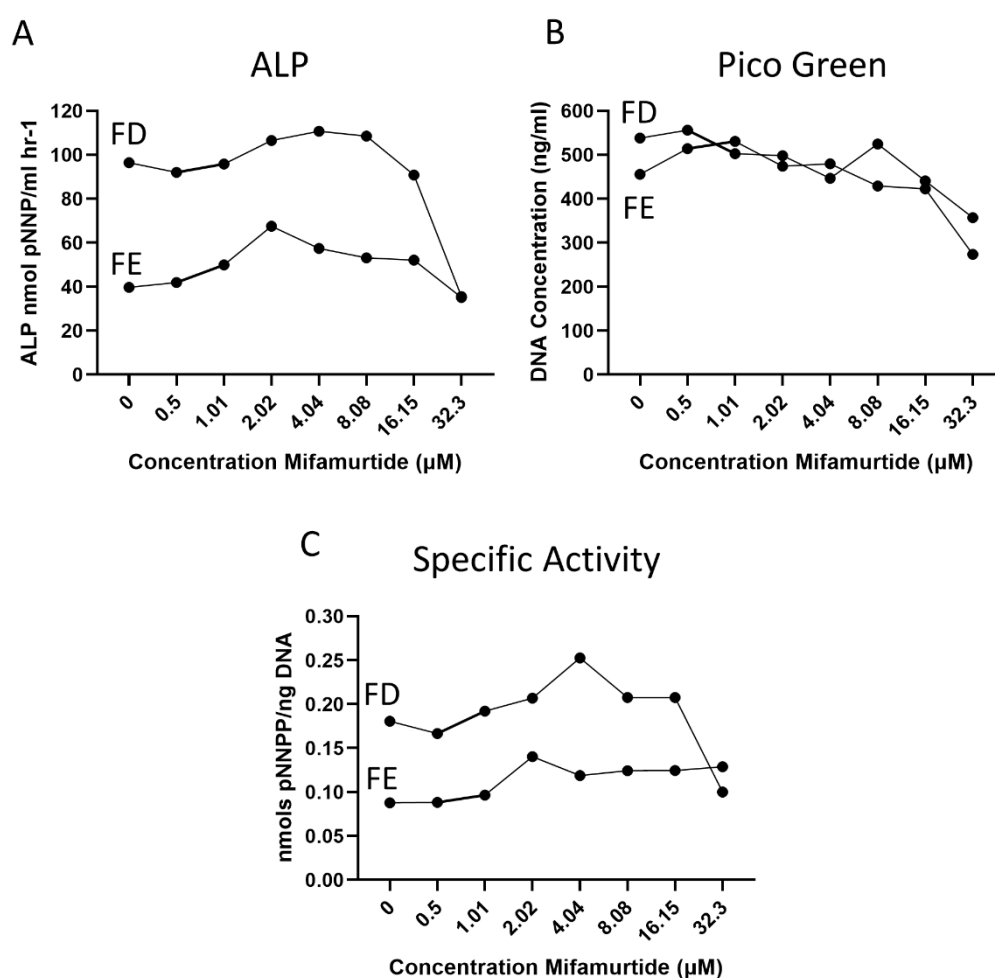 A
ALP
ALP nmol pNNP/ml hr-1
120
100
80
60
40
20
0
FD
FE
0
0.5
1.01
2.02
4.04
8.08
16.15
32.3
Concentration Mifamurtide (µM)
B
Pico Green
DNA Concentration (ng/ml)
600
500
400
300
200
100
0
FD
FE
0
0.5
1.01
2.02
4.04
8.08
16.15
32.3
Concentration Mifamurtide (µM)
C
Specific Activity
nmols pNNPP/ng DNA
0.30
0.25
0.20
0.15
0.10
0.05
0.00
FD
FE
0
0.5
1.01
2.02
4.04
8.08
16.15
32.3
Concentration Mifamurtide (µM)